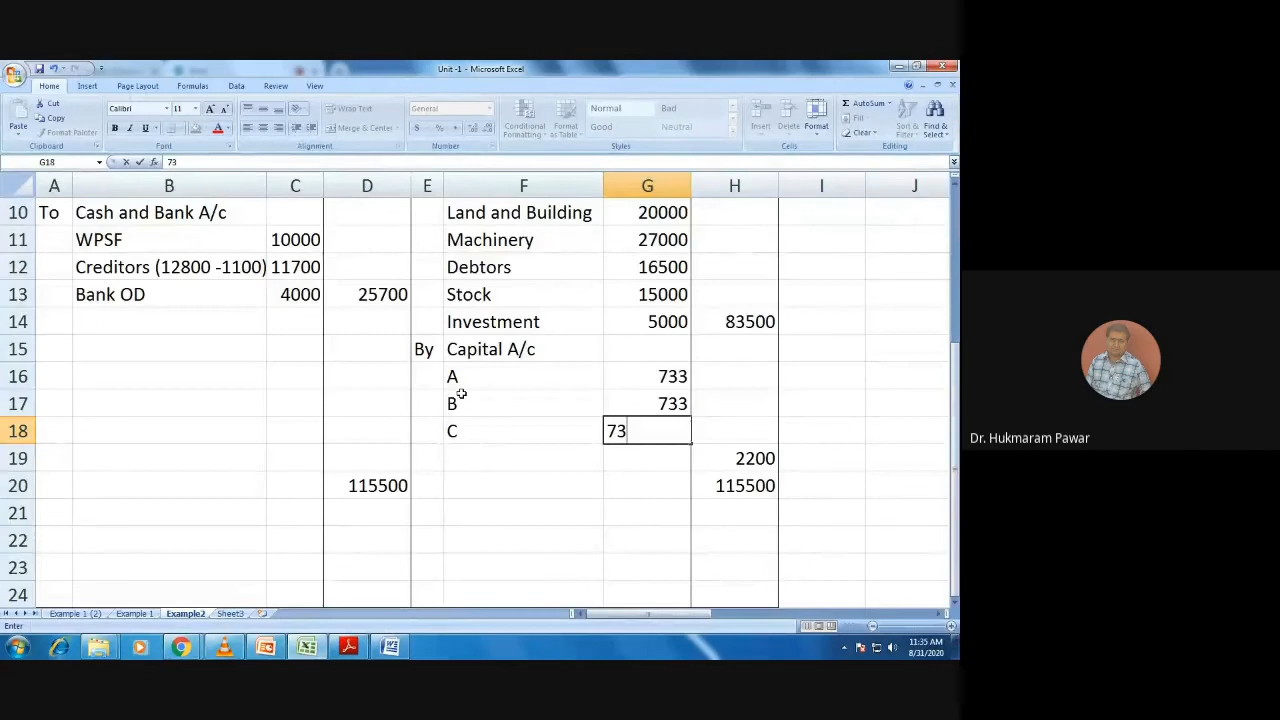 Unit -1 - Microsoft Excel
Home Insert Page Layout Formulas Data Review View
Cut Calibri 11 Wrap Text General Normal Bad AutoSum
Copy Fill
Paste Format Painter Merge & Center Conditional Formatting Format as Table Good Neutral Insert Delete Format Clear Sort & Filter Find & Select
Clipboard Font Alignment Number Styles Cells Editing
G18 73
A B C D E F G H I J
10 To Cash and Bank A/c Land and Building 20000
11 WPSF 10000 Machinery 27000
12 Creditors (12800 -1100) 11700 Debtors 16500
13 Bank OD 4000 25700 Stock 15000
14 Investment 5000 83500
15 By Capital A/c
16 A 733
17 B 733
18 C 73
19 2200
20 115500 115500
21
22
23
24
Example 1 (2) Example 1 Example2 Sheet3
Enter
11:35 AM
8/31/2020
Dr. Hukmaram Pawar